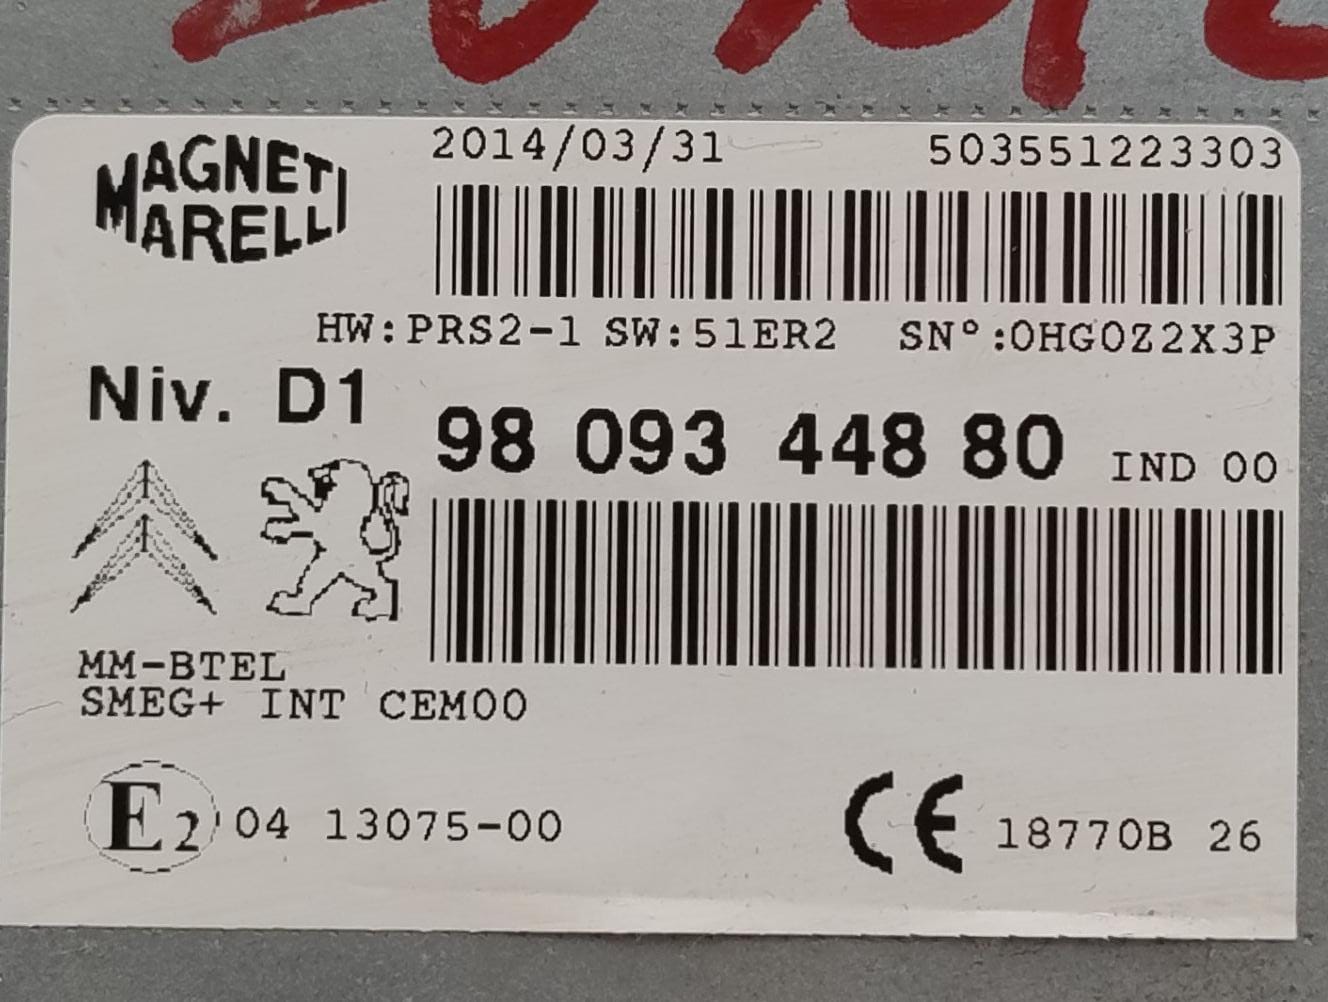 MAGNETI
MARELLI
2014/03/31 503551223303
HW:PRS2-1 SW:51ER2 SN°:0HG0Z2X3P
Niv. D1
98 093 448 80 IND 00
MM-BTEL
SMEG+ INT CEM00
E2 04 13075-00
CE 18770B 26